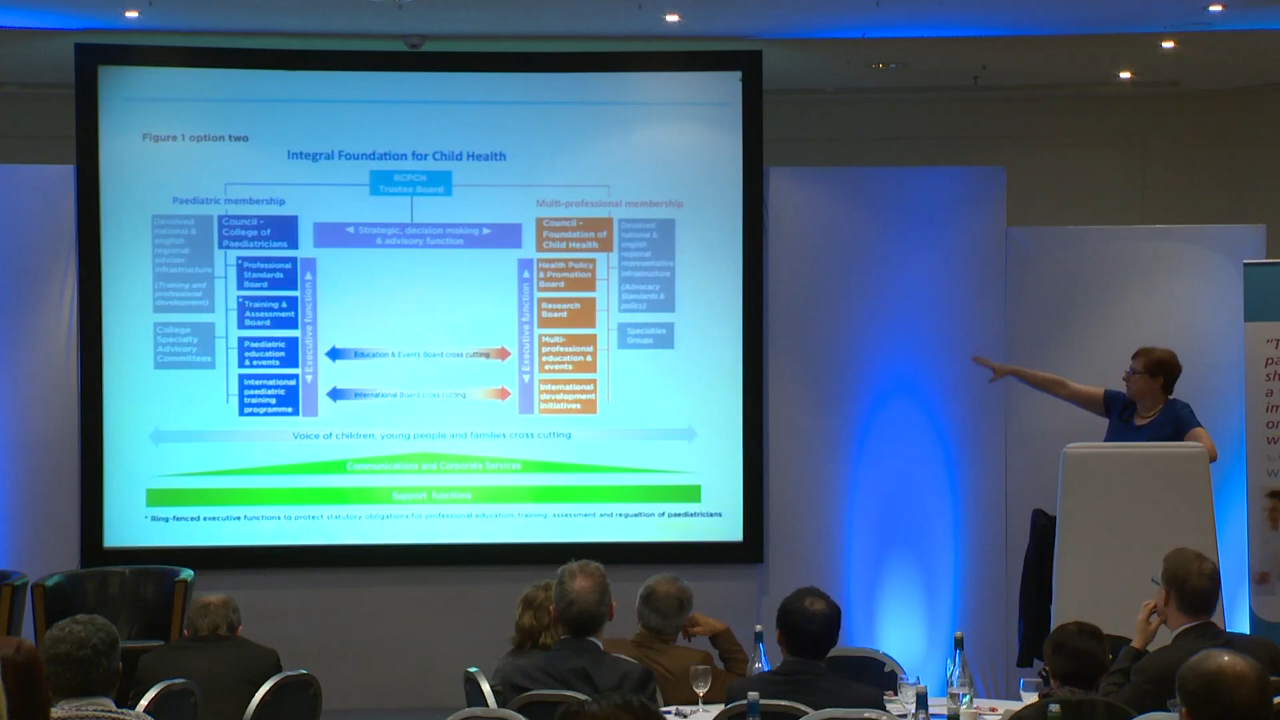 Figure 1 option two
Integral Foundation for Child Health
RCPCH
Trustee Board
Paediatric membership
Multi-professional membership
Devolved
national &
english
regional
adviser
infrastructure
(Training and
professional
development)
College
Specialty
Advisory
Committees
Council -
College of
Paediatricians
* Professional
Standards
Board
* Training &
Assessment
Board
Paediatric
education
& events
International
paediatric
training
programme
Executive function
Strategic, decision making
& advisory function
Education & Events Board cross cutting
International Board cross cutting
Executive function
Council -
Foundation of
Child Health
Health Policy
& Promotion
Board
Research
Board
Multi-
professional
education &
events
International
development
initiatives
Devolved
national &
english
regional
representative
infrastructure
(Advocacy
Standards &
policy)
Specialties
Groups
Voice of children, young people and families cross cutting
Communications and Corporate Services
Support functions
* Ring-fenced executive functions to protect statutory obligations for professional education, training, assessment and regualtion of paediatricians